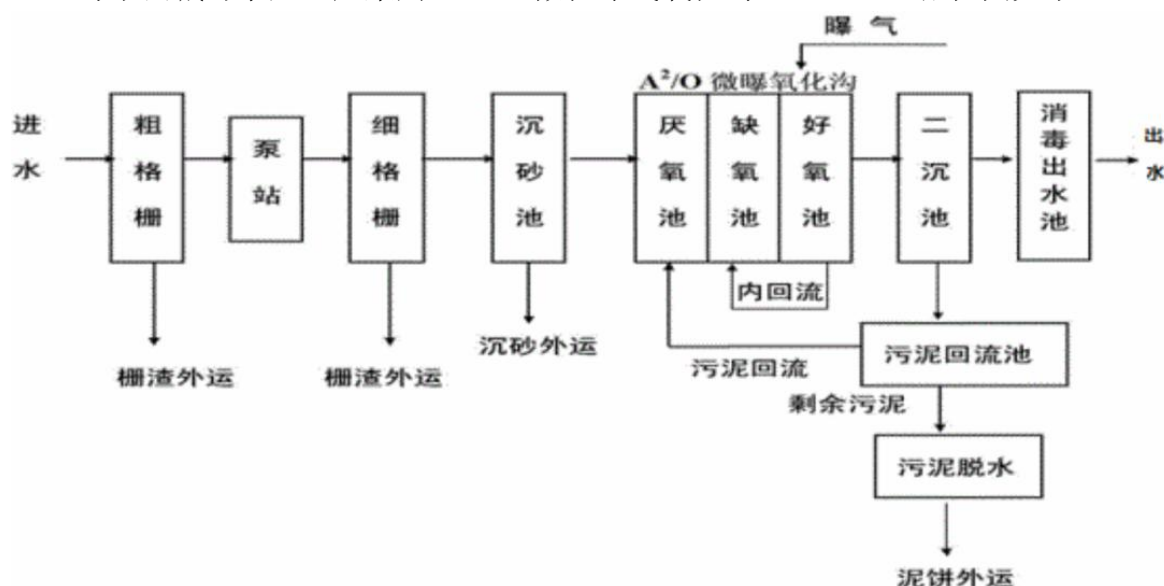 曝 气
A²/O 微曝氧化沟
进水
粗格栅
泵站
细格栅
沉砂池
厌氧池
缺氧池
好氧池
二沉池
消毒出水池
出水
内回流
栅渣外运
栅渣外运
沉砂外运
污泥回流
污泥回流池
剩余污泥
污泥脱水
泥饼外运